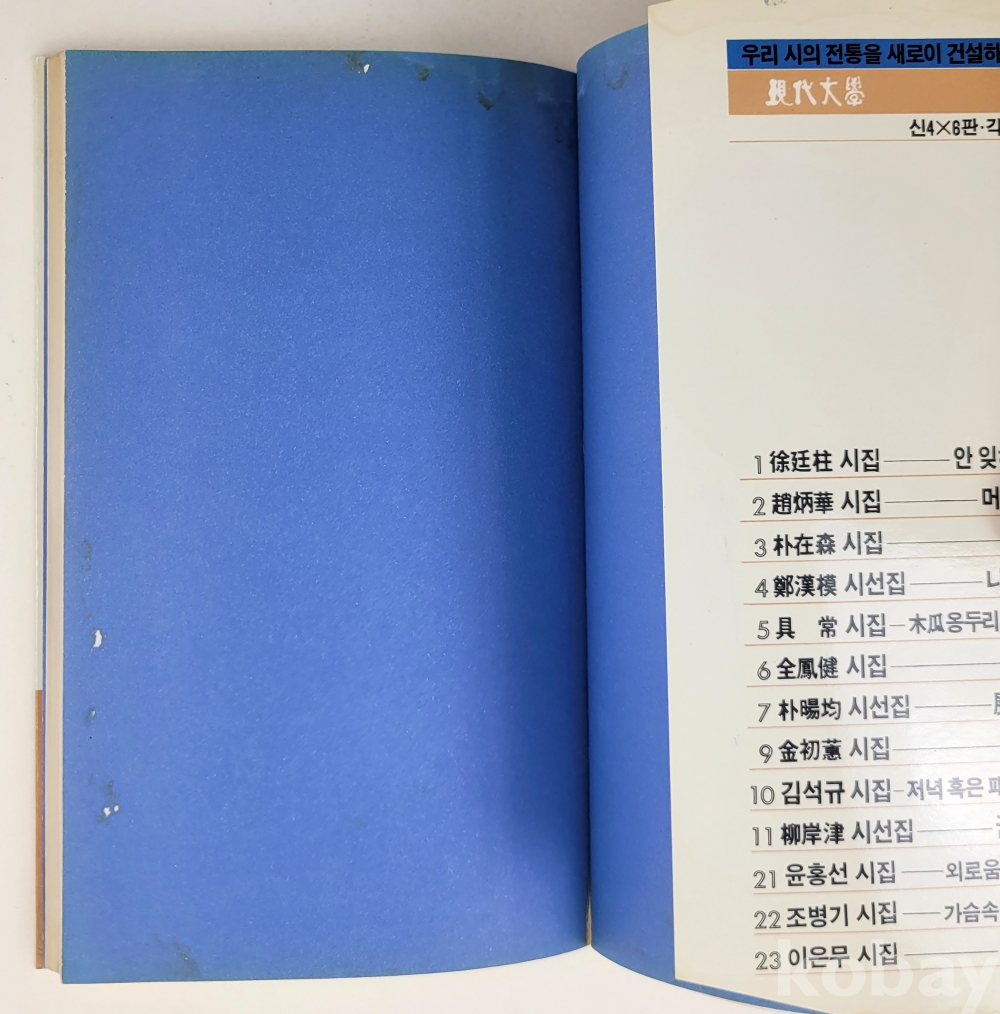 우리 시의 전통을 새로이 건설하
現代文學
신4×6판·각
1 徐廷柱 시집 —— 안 잊
2 趙炳華 시집 —— 머
3 朴在森 시집 ——
4 鄭漢模 시선집 —— 나
5 具 常 시집 — 木瓜옹두리
6 全鳳健 시집 ——
7 朴暘均 시선집 ——
9 金初蕙 시집 ——
10 김석규 시집 - 저녁 혹은 패
11 柳岸津 시선집 ——
21 윤홍선 시집 —— 외로움
22 조병기 시집 —— 가슴속
23 이은무 시집 ——
kobay